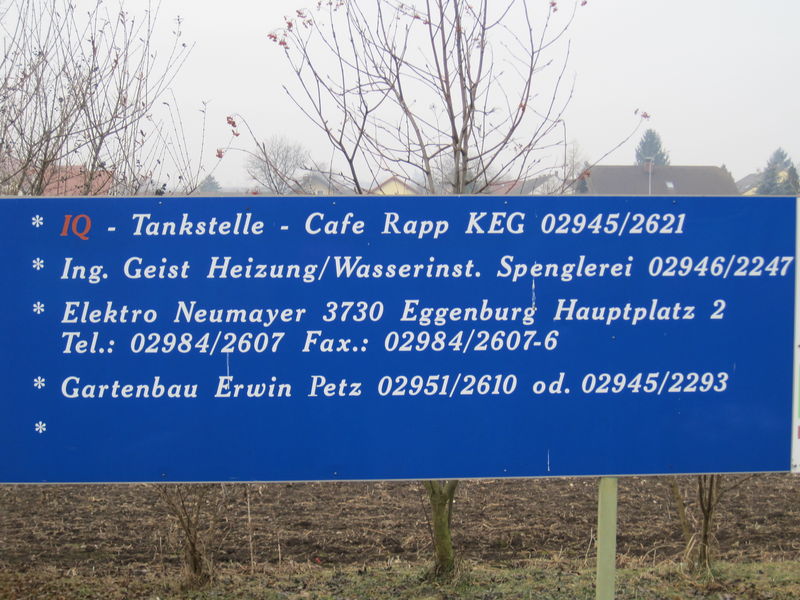 * IQ - Tankstelle - Cafe Rapp KEG 02945/2621
* Ing. Geist Heizung/Wasserinst. Spenglerei 02946/2247
* Elektro Neumayer 3730 Eggenburg Hauptplatz 2
Tel.: 02984/2607 Fax.: 02984/2607-6
* Gartenbau Erwin Petz 02951/2610 od. 02945/2293
*